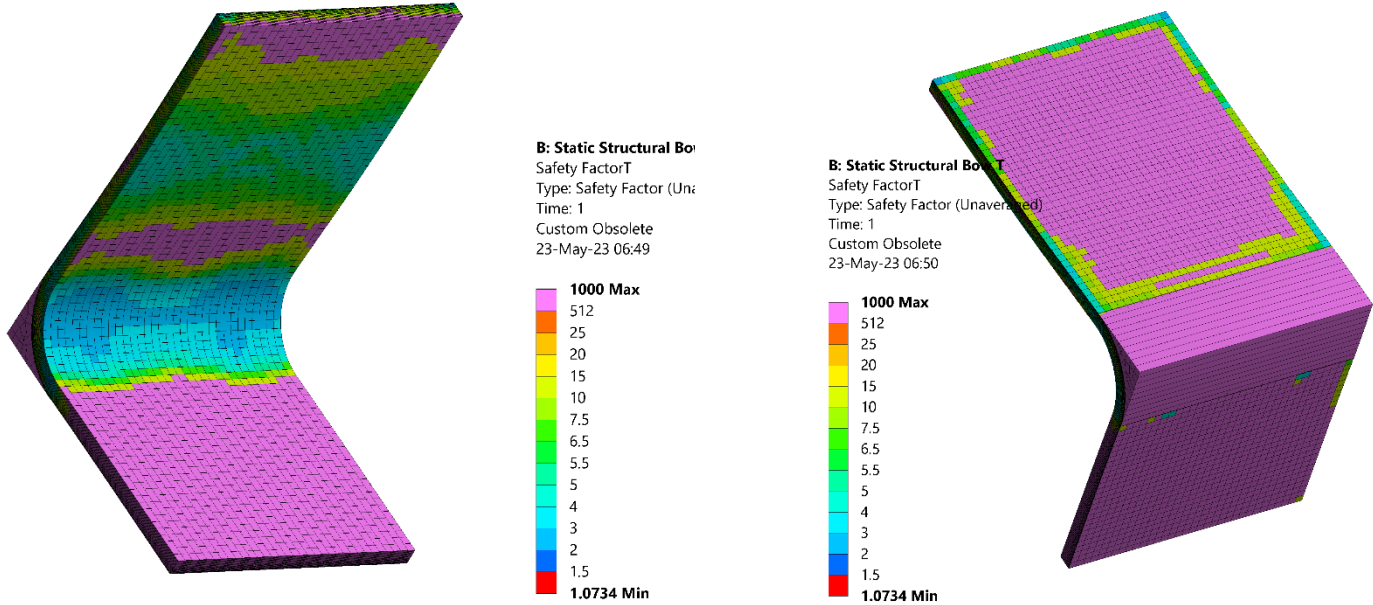 B: Static Structural Bow
Safety FactorT
Type: Safety Factor (Una
Time: 1
Custom Obsolete
23-May-23 06:49
1000 Max
512
25
20
15
10
7.5
6.5
5.5
5
4
3
2
1.5
1.0734 Min
B: Static Structural Bow T
Safety FactorT
Type: Safety Factor (Unaveraged)
Time: 1
Custom Obsolete
23-May-23 06:50
1000 Max
512
25
20
15
10
7.5
6.5
5.5
5
4
3
2
1.5
1.0734 Min